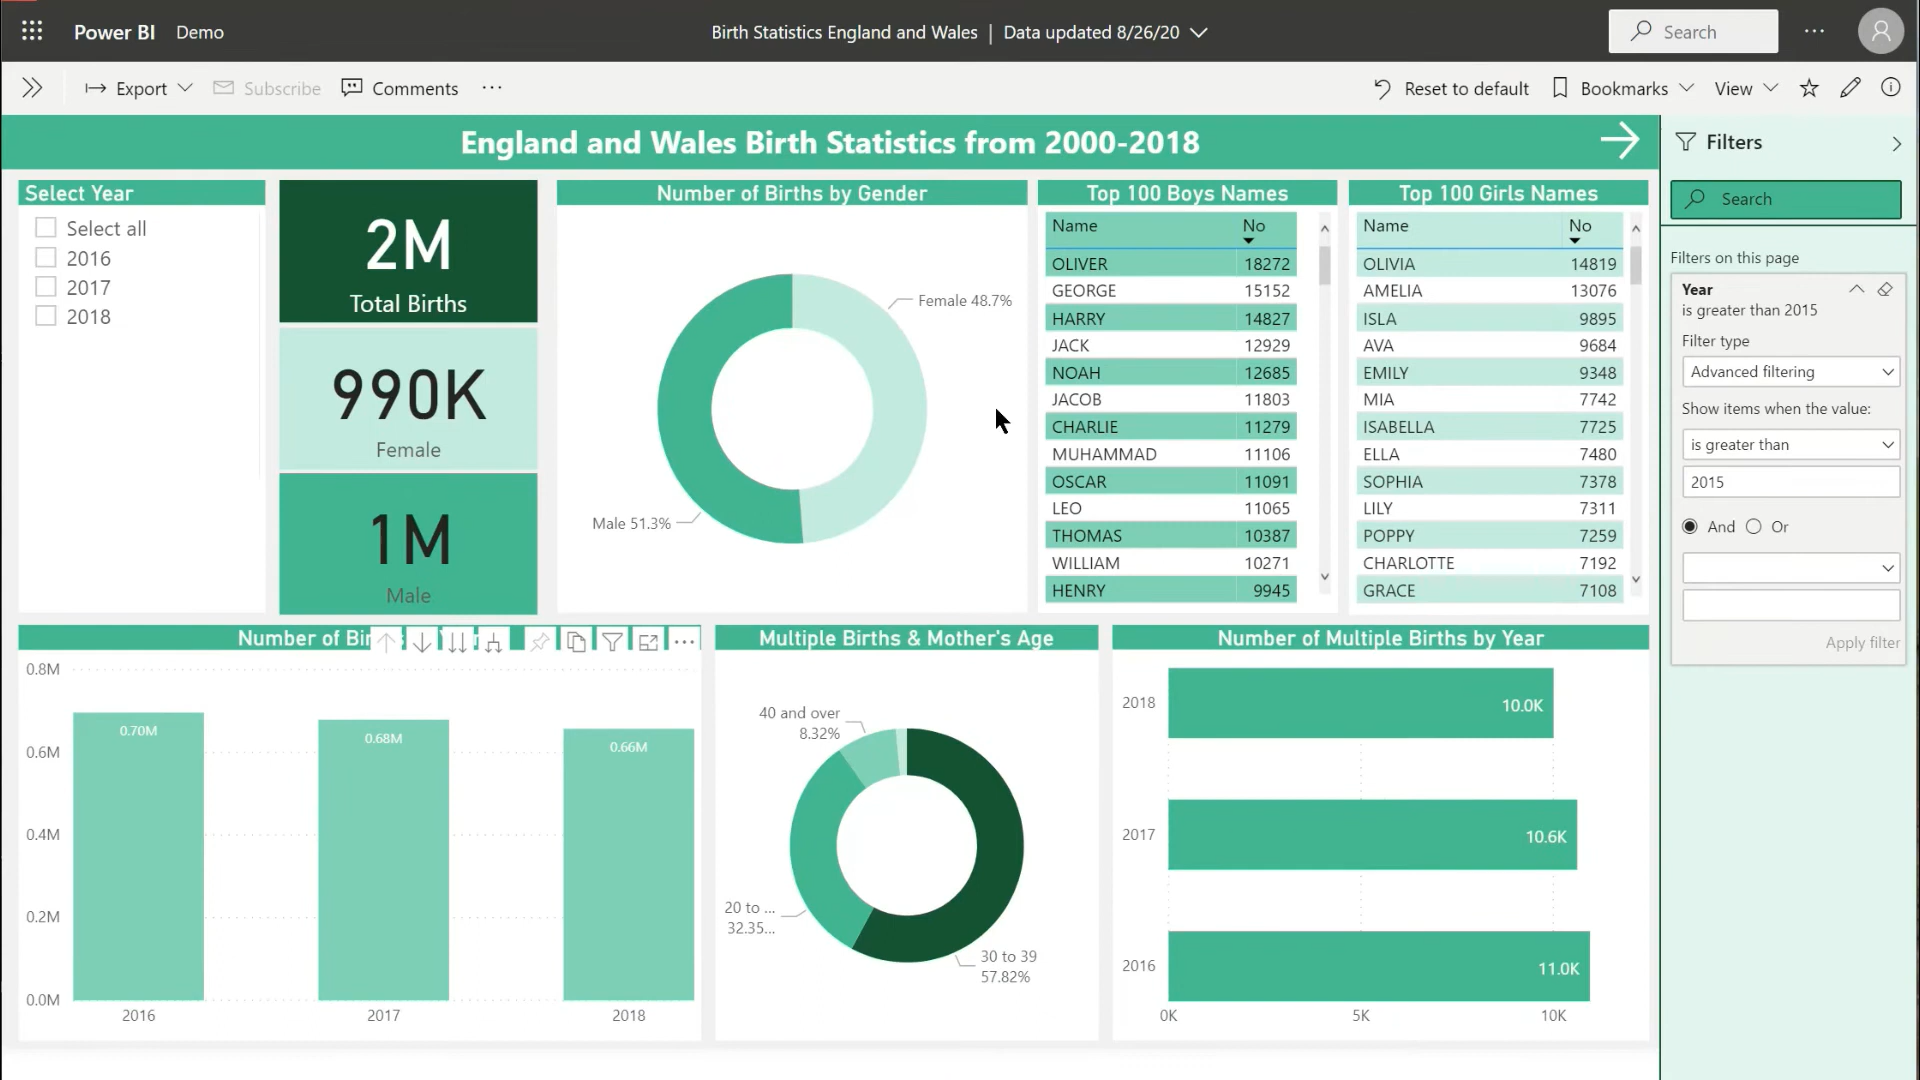 Power BI Demo
Birth Statistics England and Wales | Data updated 8/26/20
Search
Export Subscribe Comments
Reset to default Bookmarks View
England and Wales Birth Statistics from 2000-2018
Select Year
Select all
2016
2017
2018
2M
Total Births
990K
Female
1M
Male
Number of Births by Gender
Female 48.7%
Male 51.3%
Top 100 Boys Names
Name No
OLIVER 18272
GEORGE 15152
HARRY 14827
JACK 12929
NOAH 12685
JACOB 11803
CHARLIE 11279
MUHAMMAD 11106
OSCAR 11091
LEO 11065
THOMAS 10387
WILLIAM 10271
HENRY 9945
Top 100 Girls Names
Name No
OLIVIA 14819
AMELIA 13076
ISLA 9895
AVA 9684
EMILY 9348
MIA 7742
ISABELLA 7725
ELLA 7480
SOPHIA 7378
LILY 7311
POPPY 7259
CHARLOTTE 7192
GRACE 7108
Filters
Search
Filters on this page
Year
is greater than 2015
Filter type
Advanced filtering
Show items when the value:
is greater than
2015
And Or
Apply filter
Number of
0.8M
0.6M
0.4M
0.2M
0.0M
0.70M
0.68M
0.66M
2016 2017 2018
Multiple Births & Mother's Age
40 and over
8.32%
20 to ...
32.35...
30 to 39
57.82%
Number of Multiple Births by Year
2018 10.0K
2017 10.6K
2016 11.0K
0K 5K 10K